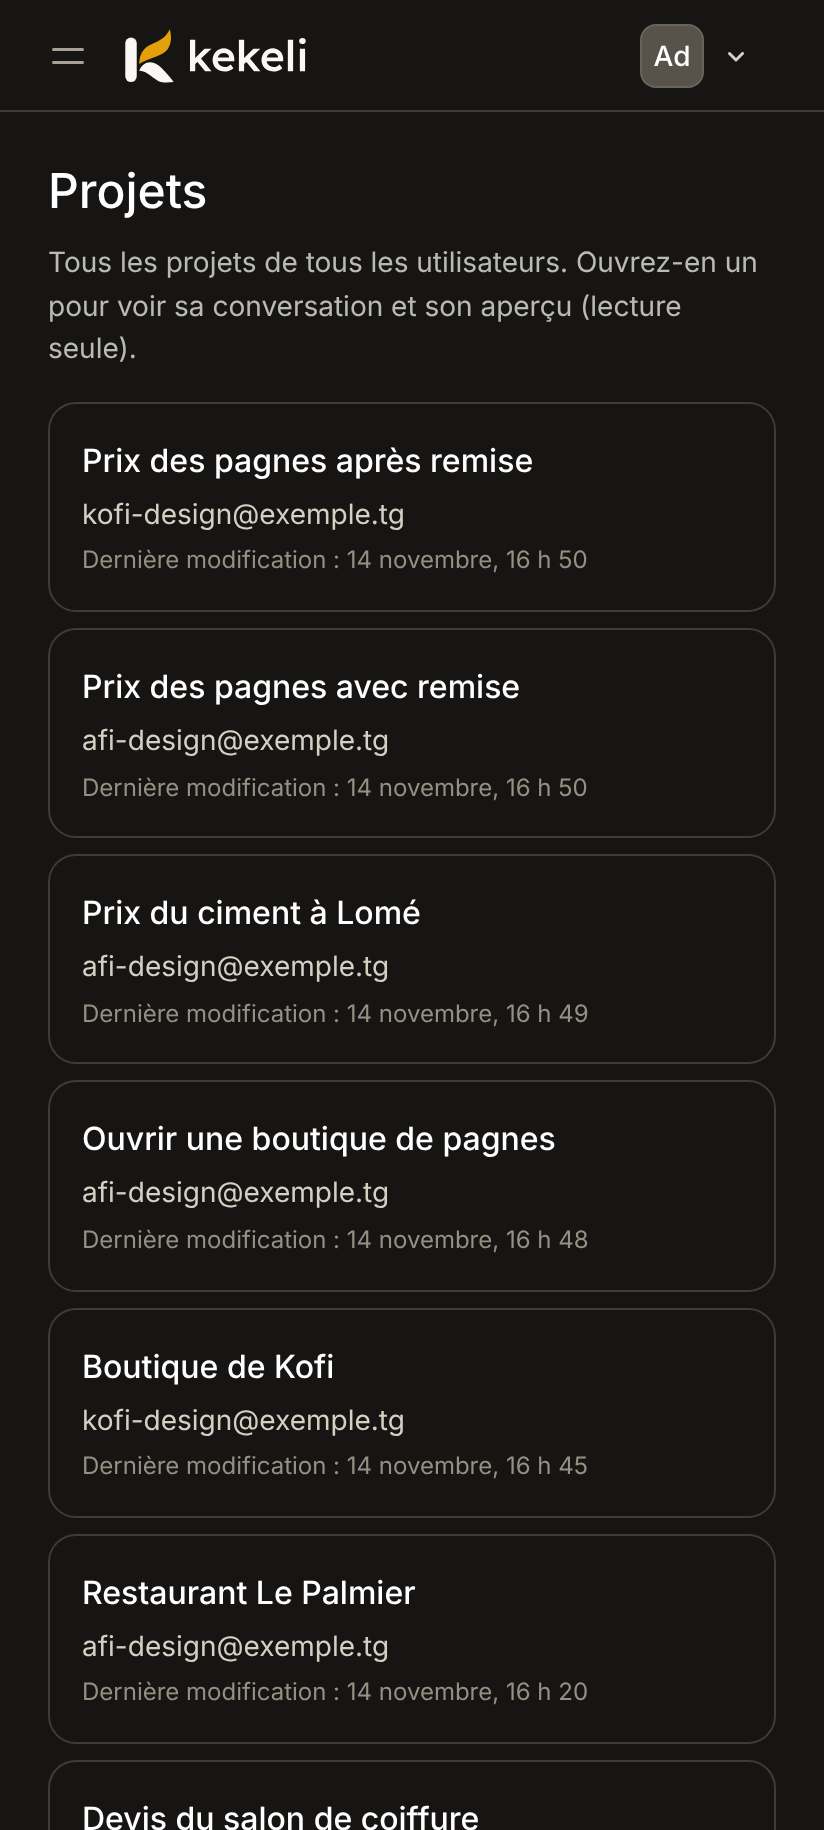 kekeli
Ad
Projets
Tous les projets de tous les utilisateurs. Ouvrez-en un
pour voir sa conversation et son aperçu (lecture
seule).
Prix des pagnes après remise
kofi-design@exemple.tg
Dernière modification : 14 novembre, 16 h 50
Prix des pagnes avec remise
afi-design@exemple.tg
Dernière modification : 14 novembre, 16 h 50
Prix du ciment à Lomé
afi-design@exemple.tg
Dernière modification : 14 novembre, 16 h 49
Ouvrir une boutique de pagnes
afi-design@exemple.tg
Dernière modification : 14 novembre, 16 h 48
Boutique de Kofi
kofi-design@exemple.tg
Dernière modification : 14 novembre, 16 h 45
Restaurant Le Palmier
afi-design@exemple.tg
Dernière modification : 14 novembre, 16 h 20
Devis du salon de coiffure